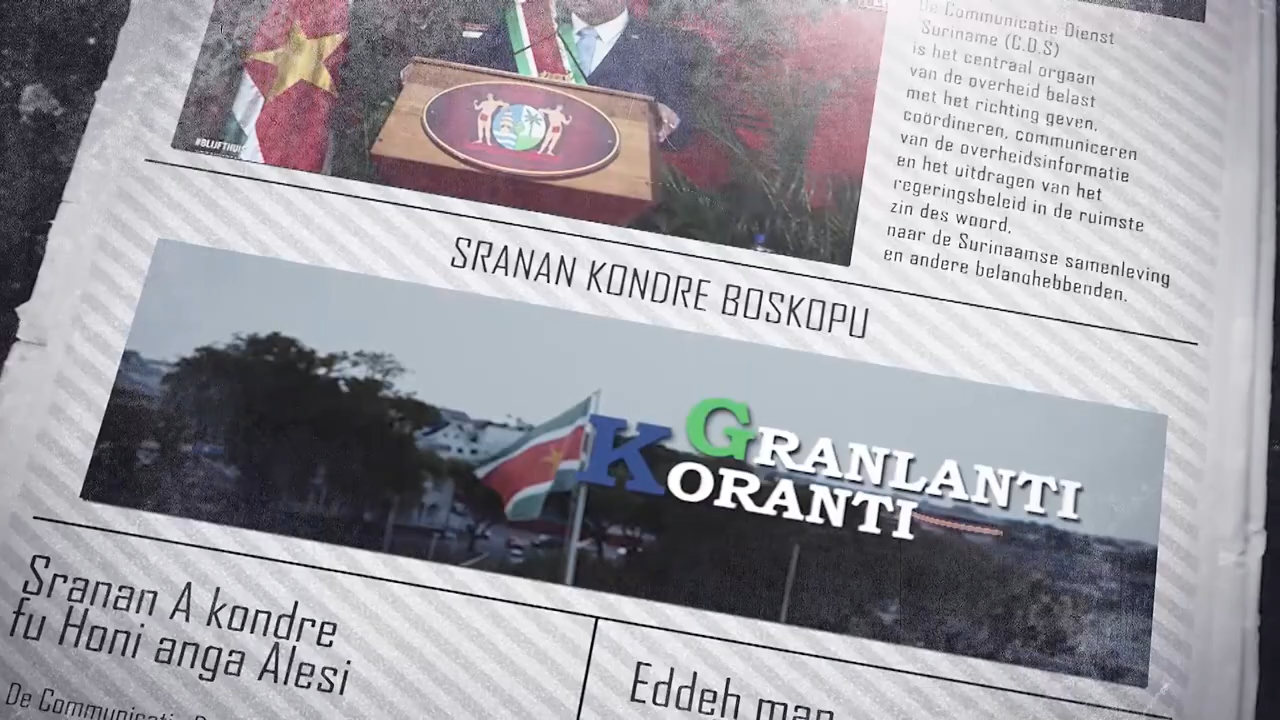 #BLIJFTHUIS
De Communicatie Dienst
Suriname (C.D.S)
is het centraal orgaan
van de overheid belast
met het richting geven,
coördineren, communiceren
van de overheidsinformatie
en het uitdragen van het
regeringsbeleid in de ruimste
zin des woord,
naar de Surinaamse samenleving
en andere belanghebbenden.
SRANAN KONDRE BOSKOPU
GRANLANTI
KORANTI
Sranan A kondre
fu Honi anga Alesi
De Communicatie
Eddeh man